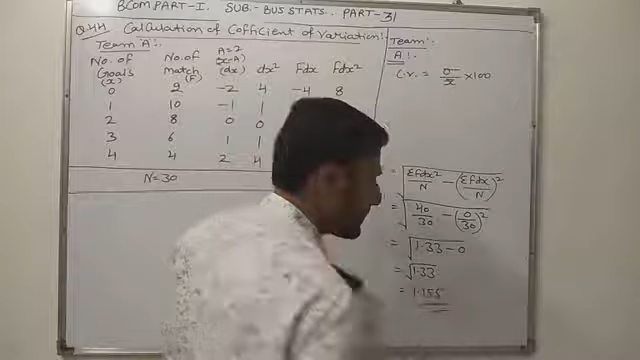 BCOM PART-I. SUB.- BUS STATS. PART-31
Q.44 Calculation of Cofficient of Variation:
Team A:-
No. of Goals (x) No. of Match (F) A=2 (x-A) (dx) dx² Fdx Fdx²
0 2 -2 4 -4 8
1 10 -1 1
2 8 0 0
3 6 1 1
4 4 2 4
N=30
Team:
A:-
C.V. = σ/x̄ ×100
= √ΣFdx²/N - (ΣFdx/N)²
= √40/30 - (0/30)²
= √1.33 - 0
= √1.33
= 1.155